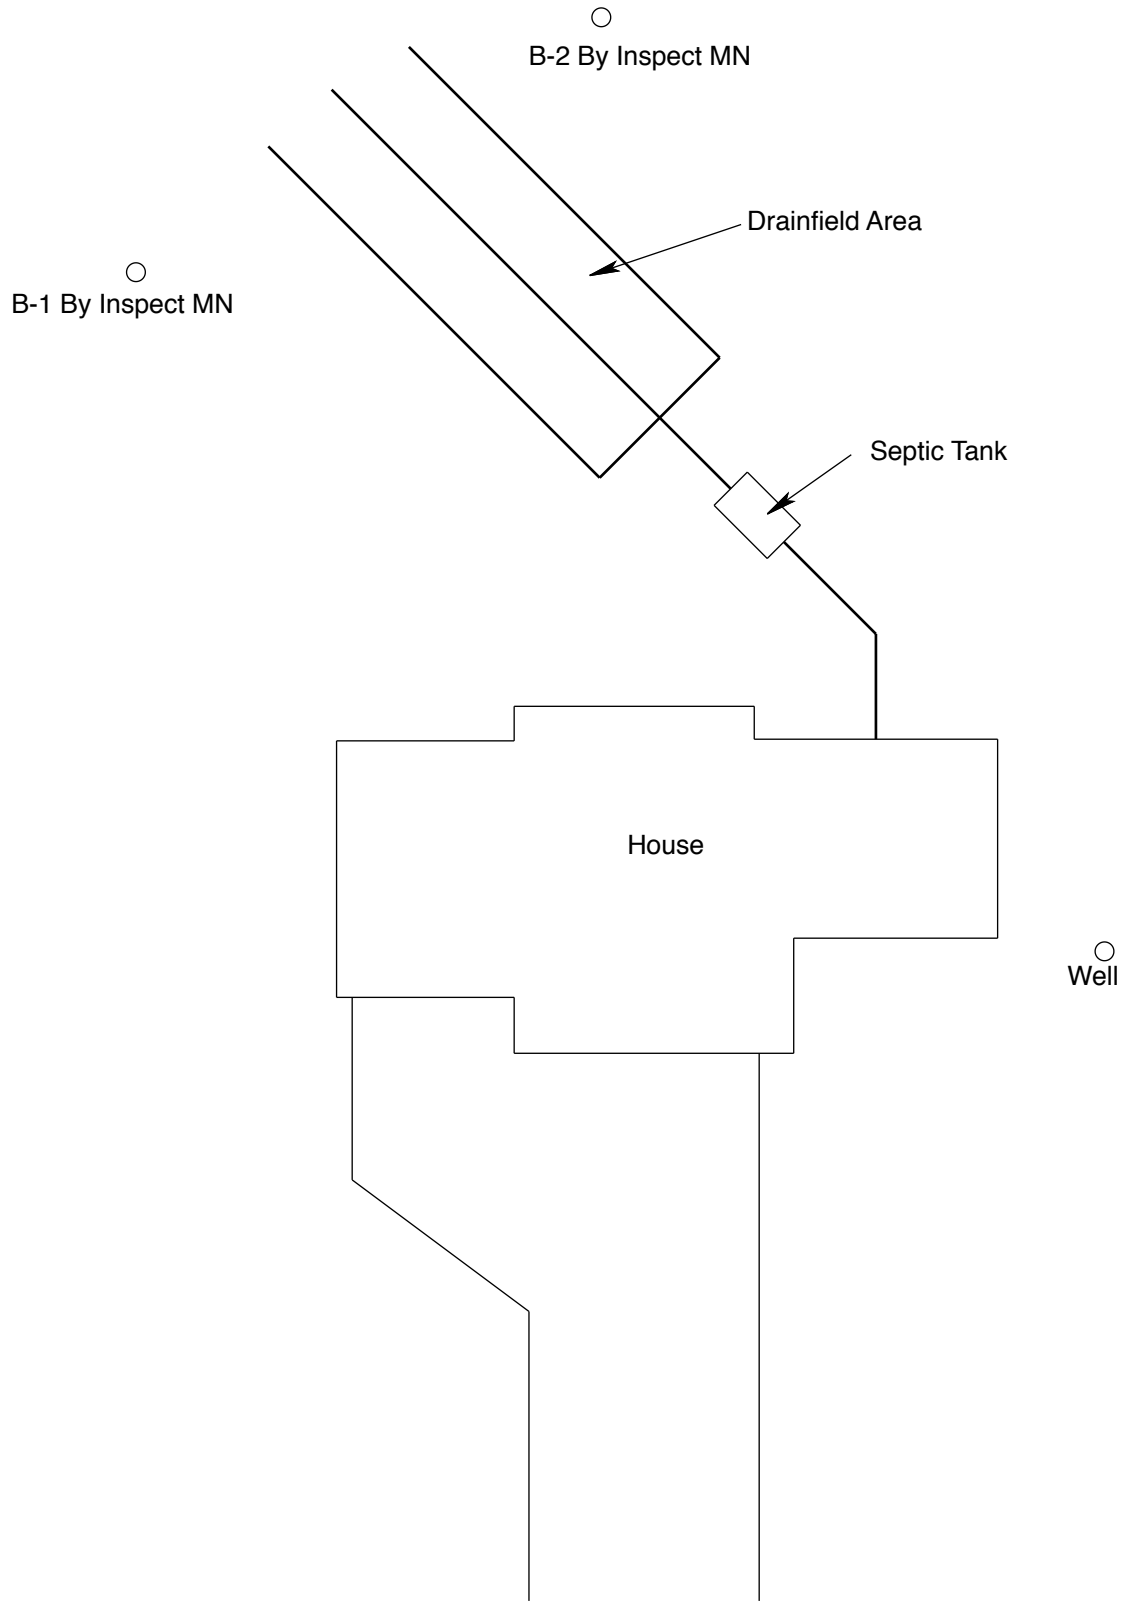 B-2 By Inspect MN
Drainfield Area
B-1 By Inspect MN
Septic Tank
House
Well